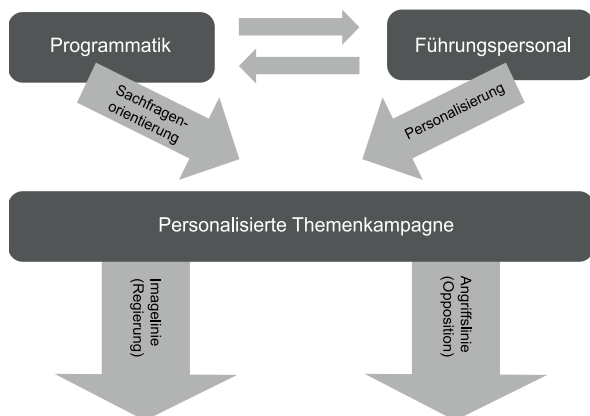 Programmatik
Führungspersonal
Sachfragen-
orientierung
Personalisierung
Personalisierte Themenkampagne
Imagelinie
(Regierung)
Angriffslinie
(Opposition)